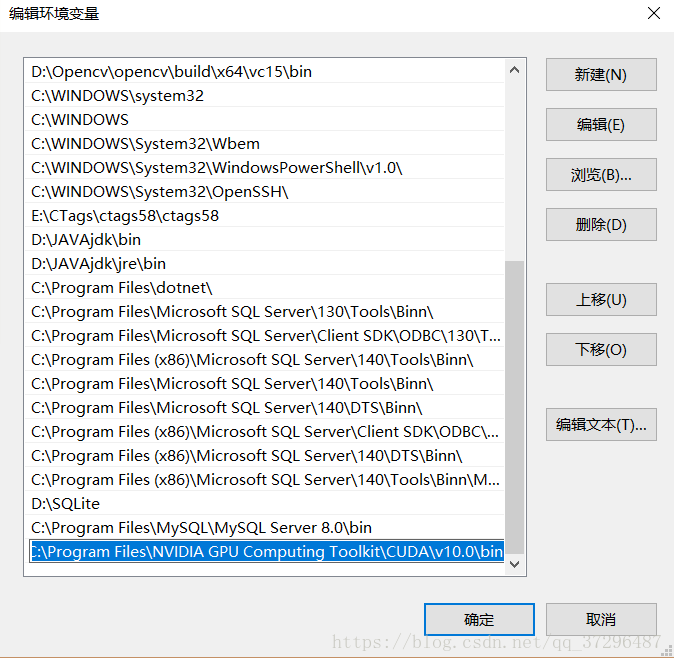 编辑环境变量
D:\Opencv\opencv\build\x64\vc15\bin
C:\WINDOWS\system32
C:\WINDOWS
C:\WINDOWS\System32\Wbem
C:\WINDOWS\System32\WindowsPowerShell\v1.0\
C:\WINDOWS\System32\OpenSSH\
E:\CTags\ctags58\ctags58
D:\JAVAjdk\bin
D:\JAVAjdk\jre\bin
C:\Program Files\dotnet\
C:\Program Files\Microsoft SQL Server\130\Tools\Binn\
C:\Program Files\Microsoft SQL Server\Client SDK\ODBC\130\T...
C:\Program Files (x86)\Microsoft SQL Server\140\Tools\Binn\
C:\Program Files\Microsoft SQL Server\140\Tools\Binn\
C:\Program Files\Microsoft SQL Server\140\DTS\Binn\
C:\Program Files (x86)\Microsoft SQL Server\Client SDK\ODBC\...
C:\Program Files (x86)\Microsoft SQL Server\140\DTS\Binn\
C:\Program Files (x86)\Microsoft SQL Server\140\Tools\Binn\M...
D:\SQLite
C:\Program Files\MySQL\MySQL Server 8.0\bin
C:\Program Files\NVIDIA GPU Computing Toolkit\CUDA\v10.0\bin
新建(N)
编辑(E)
浏览(B)...
删除(D)
上移(U)
下移(O)
编辑文本(T)...
确定
取消
https://blog.csdn.net/qq_37296487